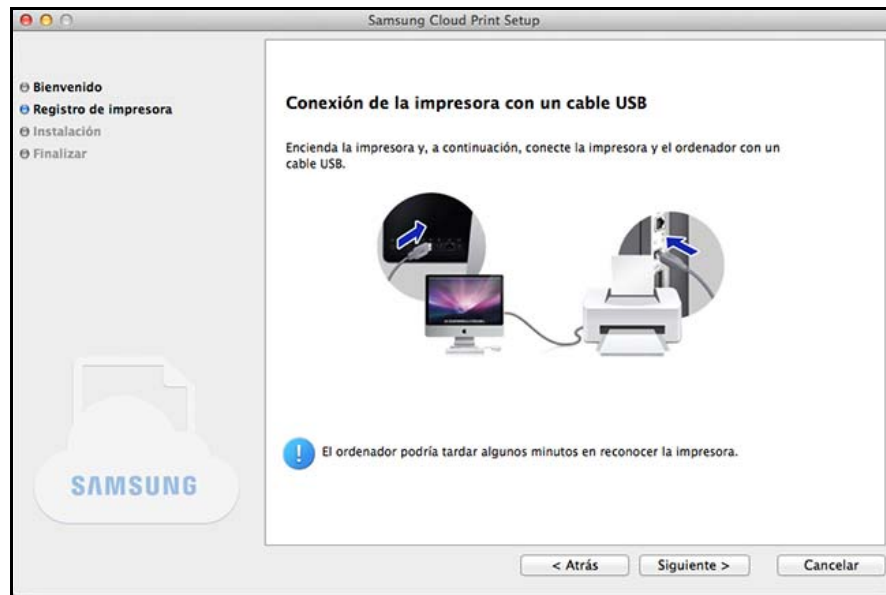 Samsung Cloud Print Setup
Bienvenido
Registro de impresora
Instalación
Finalizar
SAMSUNG
Conexión de la impresora con un cable USB
Encienda la impresora y, a continuación, conecte la impresora y el ordenador con un
cable USB.
El ordenador podría tardar algunos minutos en reconocer la impresora.
< Atrás
Siguiente >
Cancelar